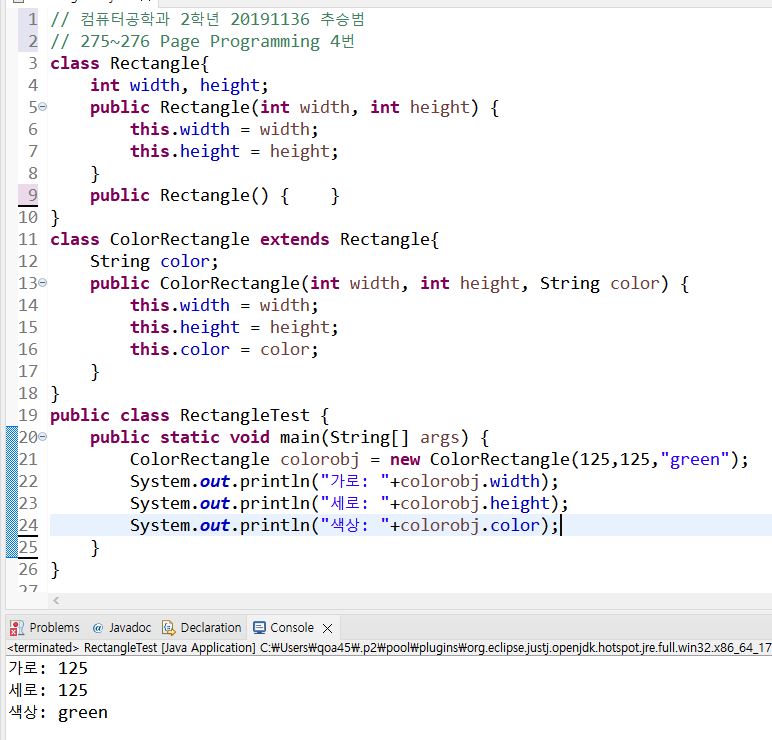 1 // 컴퓨터공학과 2학년 20191136 추승범
2 // 275~276 Page Programming 4번
3 class Rectangle{
4     int width, height;
5     public Rectangle(int width, int height) {
6         this.width = width;
7         this.height = height;
8     }
9     public Rectangle() {    }
10 }
11 class ColorRectangle extends Rectangle{
12     String color;
13     public ColorRectangle(int width, int height, String color) {
14         this.width = width;
15         this.height = height;
16         this.color = color;
17     }
18 }
19 public class RectangleTest {
20     public static void main(String[] args) {
21         ColorRectangle colorobj = new ColorRectangle(125,125,"green");
22         System.out.println("가로: "+colorobj.width);
23         System.out.println("세로: "+colorobj.height);
24         System.out.println("색상: "+colorobj.color);
25     }
26 }
27
Problems @ Javadoc Declaration Console
<terminated> RectangleTest [Java Application] C:₩Users₩qoa45₩.p2₩pool₩plugins₩org.eclipse.justj.openjdk.hotspot.jre.full.win32.x86_64_17
가로: 125
세로: 125
색상: green